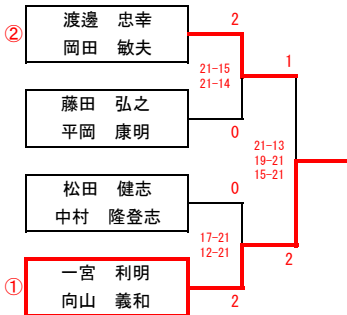 ② 渡邊 忠幸
岡田 敏夫
2
21-15
21-14
1
藤田 弘之
平岡 康明
0
21-13
19-21
15-21
松田 健志
中村 隆登志
0
17-21
12-21
2
① 一宮 利明
向山 義和
2